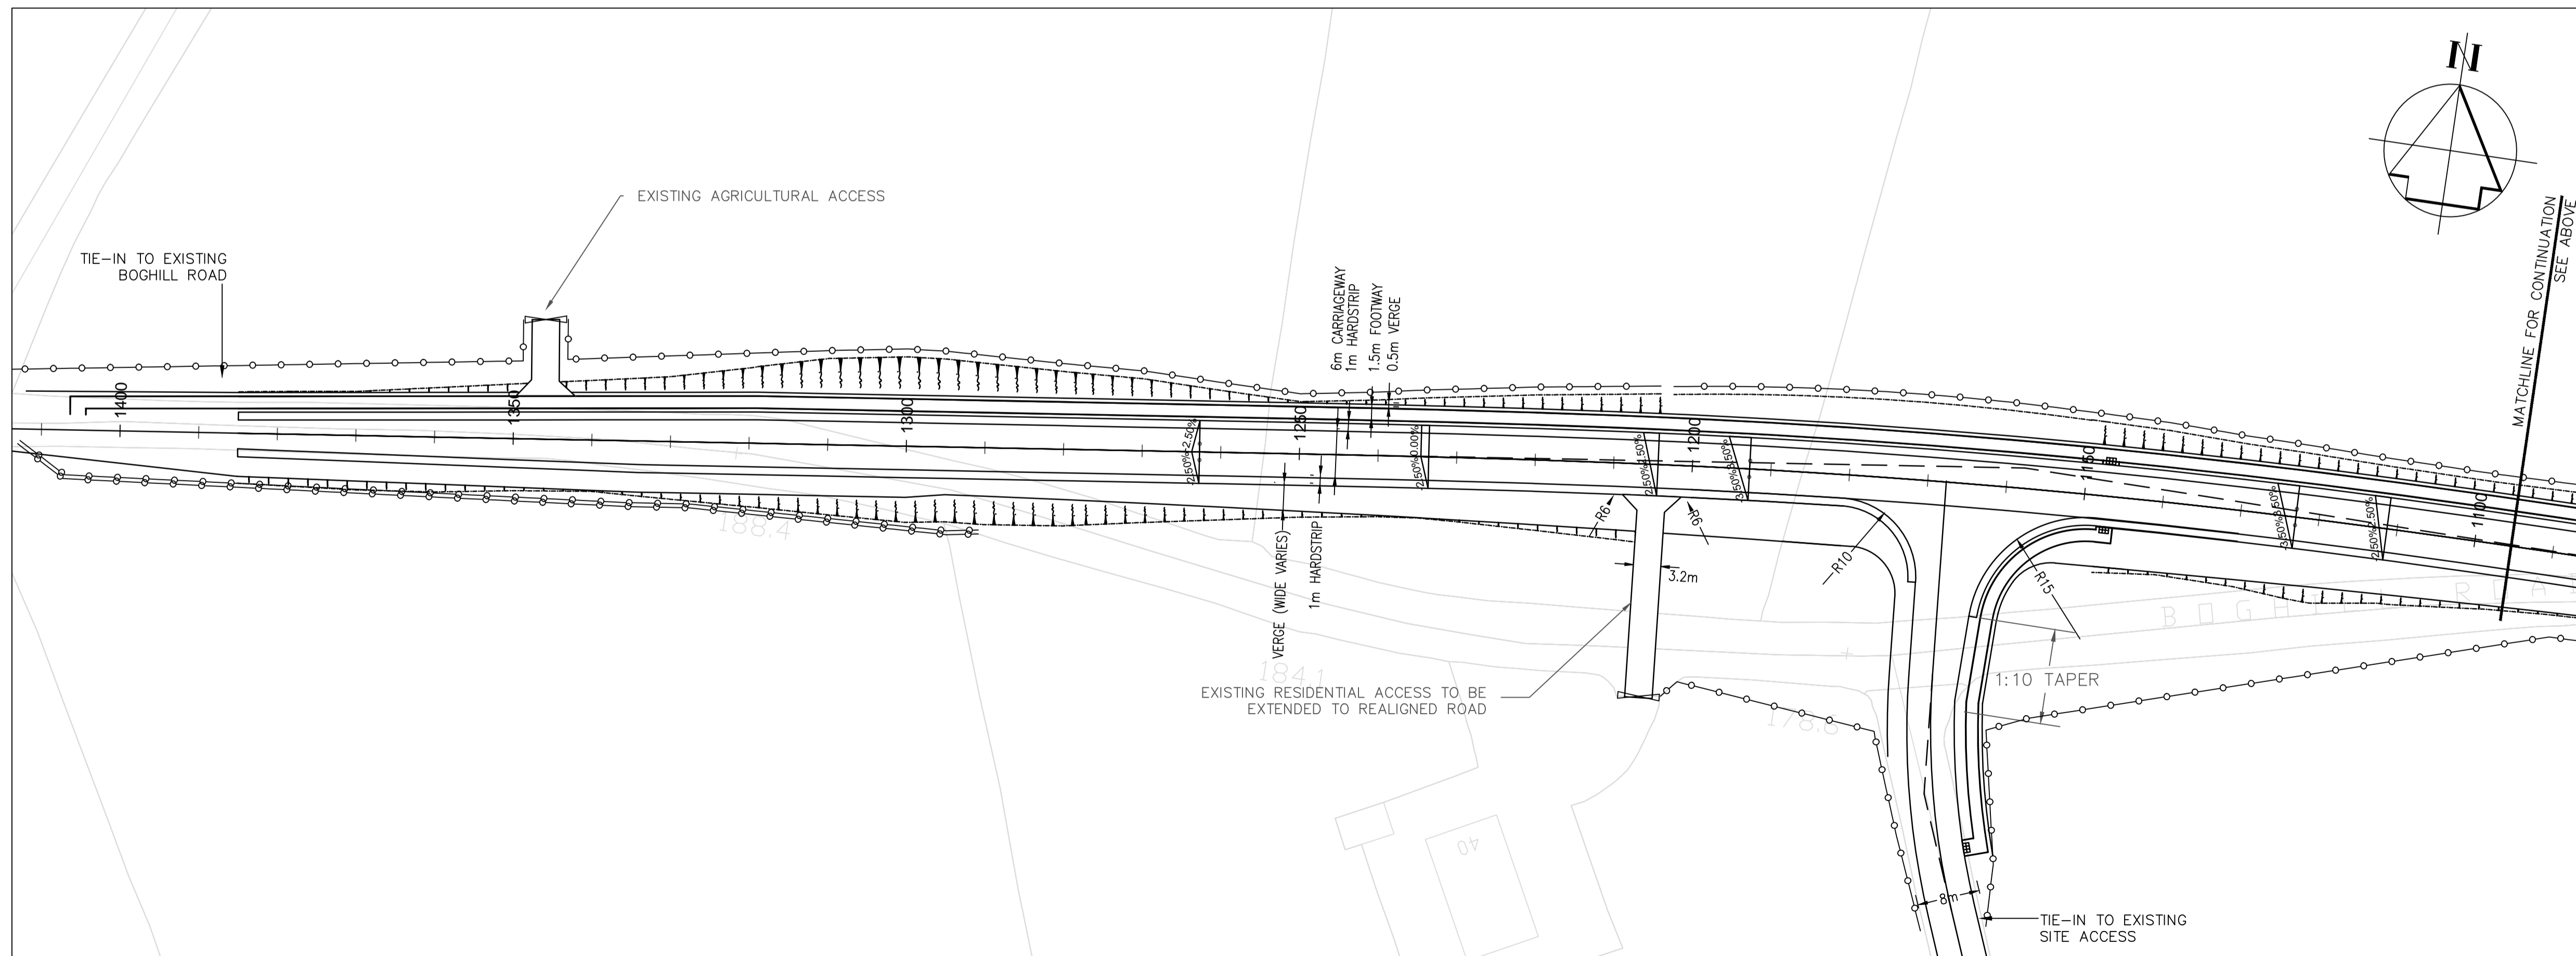 N
EXISTING AGRICULTURAL ACCESS
TIE-IN TO EXISTING
BOGHILL ROAD
MATCHLINE FOR CONTINUATION
SEE ABOVE
6m CARRIAGEWAY
1m HARDSTRIP
1.5m FOOTWAY
0.5m VERGE
1400
1350
1300
1250
1200
1150
1100
-2.50%
-2.50%
-2.50%
0.00%
-2.50%
2.50%
-3.50%
3.50%
-3.50%
3.50%
-2.50%
2.50%
VERGE (WIDE VARIES)
1m HARDSTRIP
R6
R6
R10
R15
3.2m
188.4
184.1
178.8
BOGHILL ROA
1:10 TAPER
EXISTING RESIDENTIAL ACCESS TO BE
EXTENDED TO REALIGNED ROAD
40
8m
TIE-IN TO EXISTING
SITE ACCESS